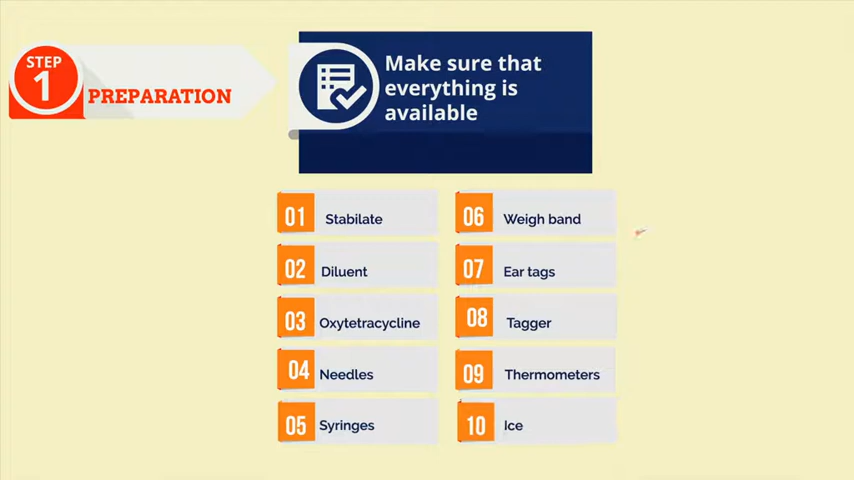 STEP
1
PREPARATION
Make sure that
everything is
available
01 Stabilate
02 Diluent
03 Oxytetracycline
04 Needles
05 Syringes
06 Weigh band
07 Ear tags
08 Tagger
09 Thermometers
10 Ice